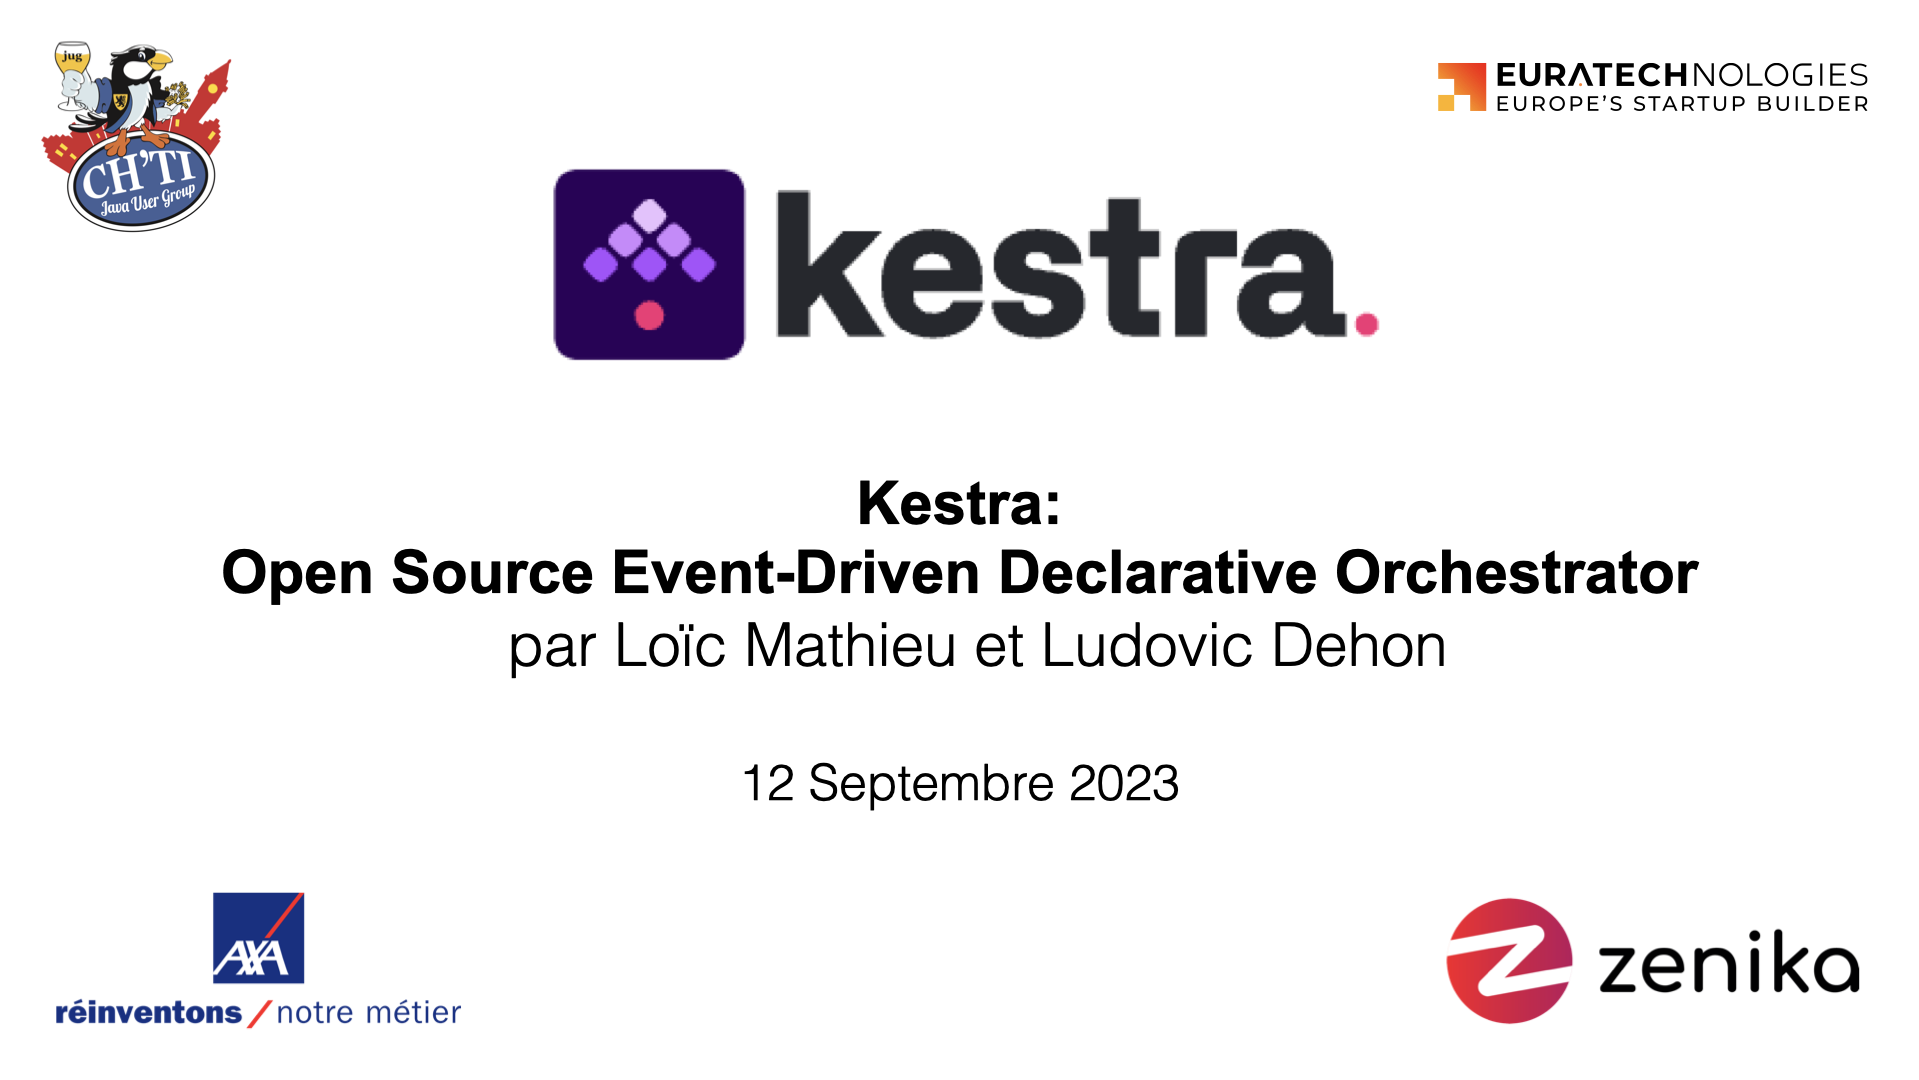 jug
CH'TI
Java User Group
EURATECHNOLOGIES
EUROPE'S STARTUP BUILDER
kestra.
Kestra:
Open Source Event-Driven Declarative Orchestrator
par Loïc Mathieu et Ludovic Dehon
12 Septembre 2023
AXA
réinventons / notre métier
zenika